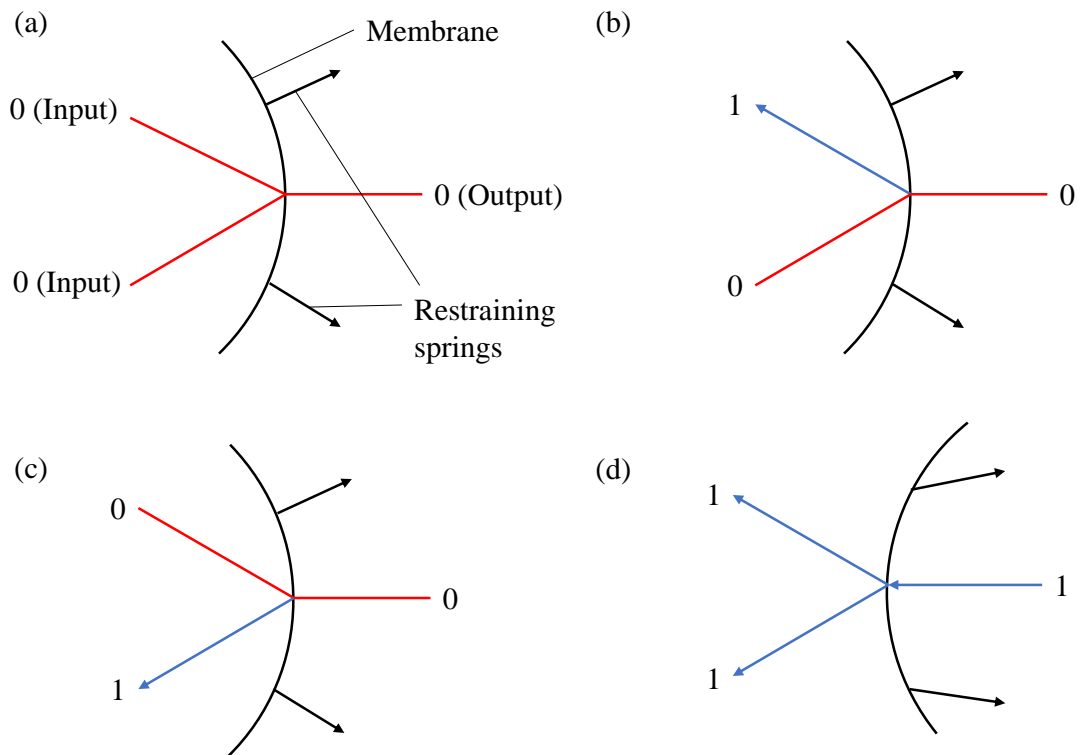 (a)
Membrane
0 (Input)
0 (Output)
0 (Input)
Restraining
springs
(b)
1
0
0
(c)
0
0
1
(d)
1
1
1